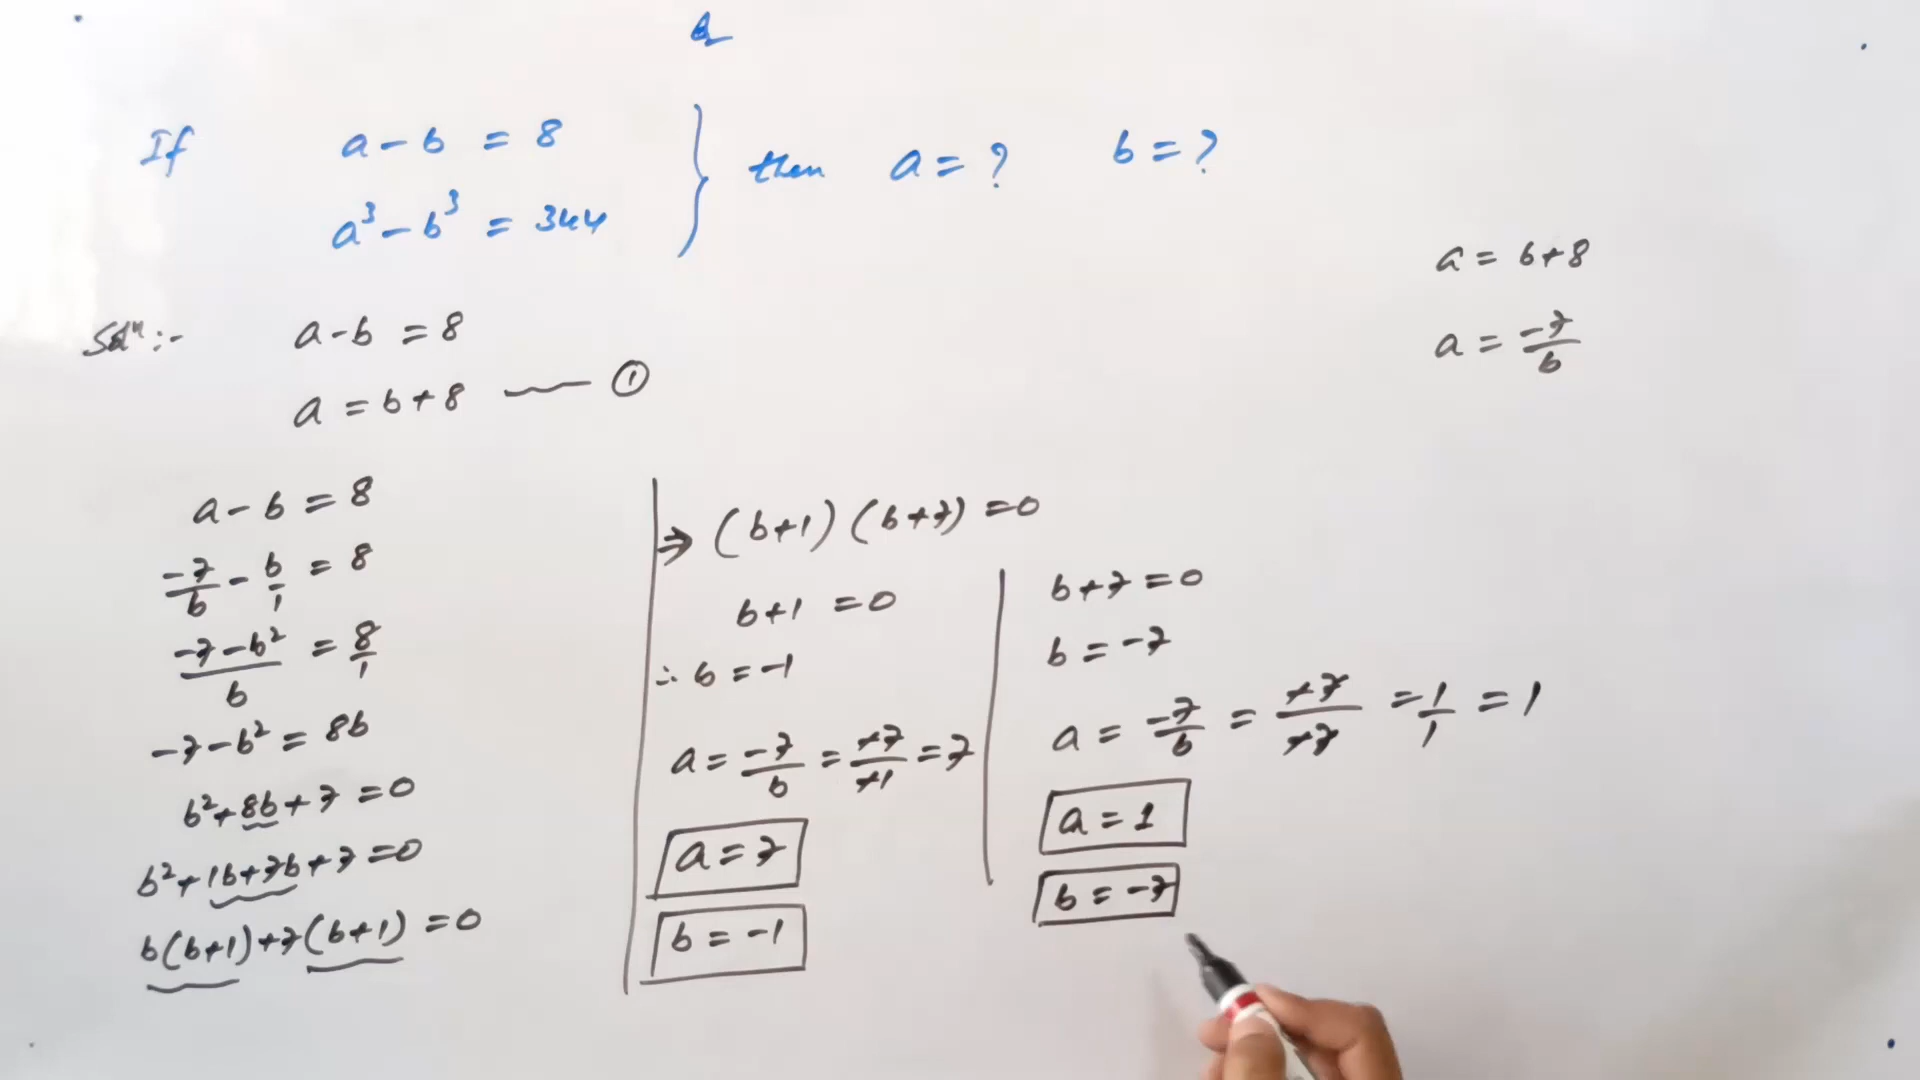 Q
If a - b = 8
a³ - b³ = 344
} then a = ? b = ?
a = b + 8
a = -7/b
Solⁿ :- a - b = 8
a = b + 8 —— ①
a - b = 8
-7/b - b/1 = 8
(-7 - b²)/b = 8/1
-7 - b² = 8b
b² + 8b + 7 = 0
b² + 1b + 7b + 7 = 0
b(b+1) + 7(b+1) = 0
⇒ (b+1) (b+7) = 0
b + 1 = 0
∴ b = -1
a = -7/b = -7/-1 = 7
a = 7
b = -1
b + 7 = 0
b = -7
a = -7/b = -7/-7 = 1/1 = 1
a = 1
b = -7